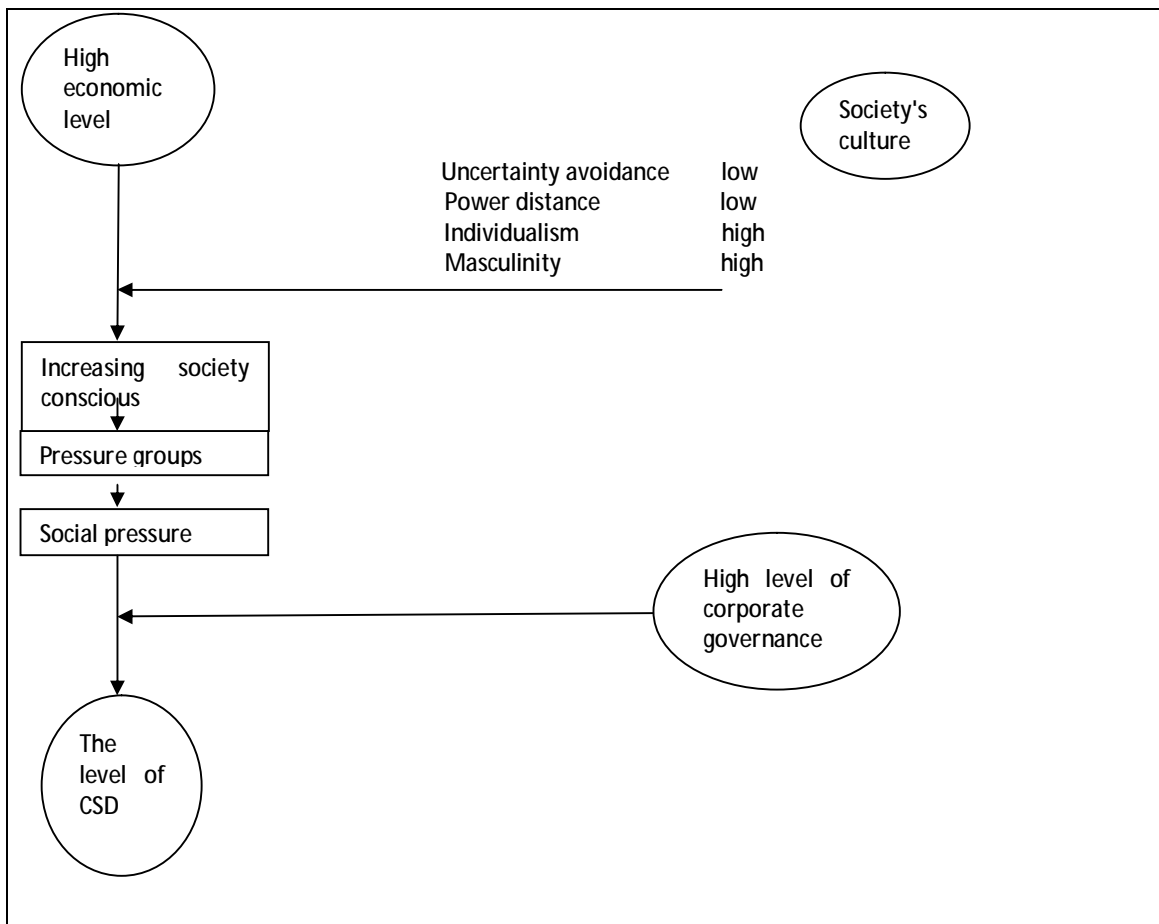 High
economic
level
Society's
culture
Uncertainty avoidance low
Power distance low
Individualism high
Masculinity high
Increasing society
conscious
Pressure groups
Social pressure
High level of
corporate
governance
The
level of
CSD